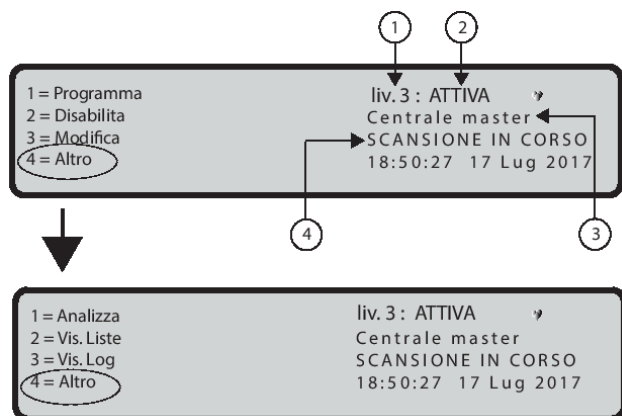 1 2
1 = Programma liv. 3 : ATTIVA
2 = Disabilita Centrale master
3 = Modifica SCANSIONE IN CORSO
4 = Altro 18:50:27 17 Lug 2017
4 3
1 = Analizza liv. 3 : ATTIVA
2 = Vis. Liste Centrale master
3 = Vis. Log SCANSIONE IN CORSO
4 = Altro 18:50:27 17 Lug 2017